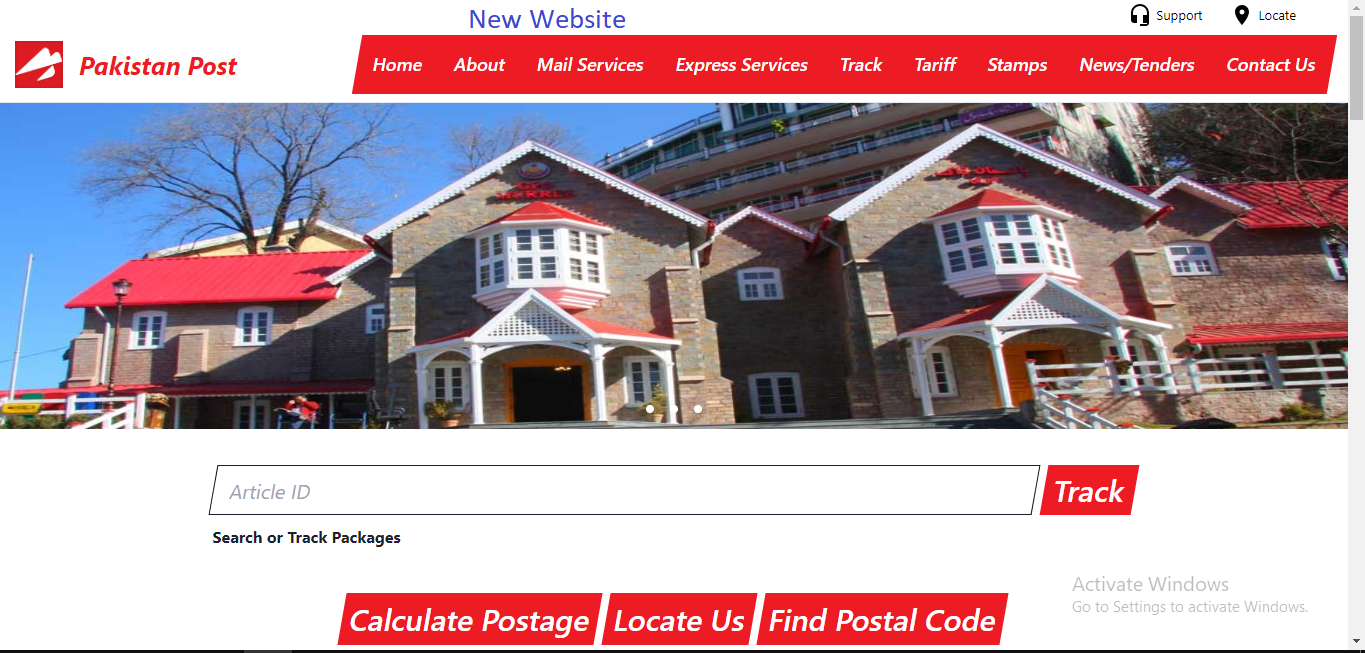 New Website
Support
Locate
Pakistan Post
Home
About
Mail Services
Express Services
Track
Tariff
Stamps
News/Tenders
Contact Us
Article ID
Track
Search or Track Packages
Activate Windows
Go to Settings to activate Windows.
Calculate Postage
Locate Us
Find Postal Code